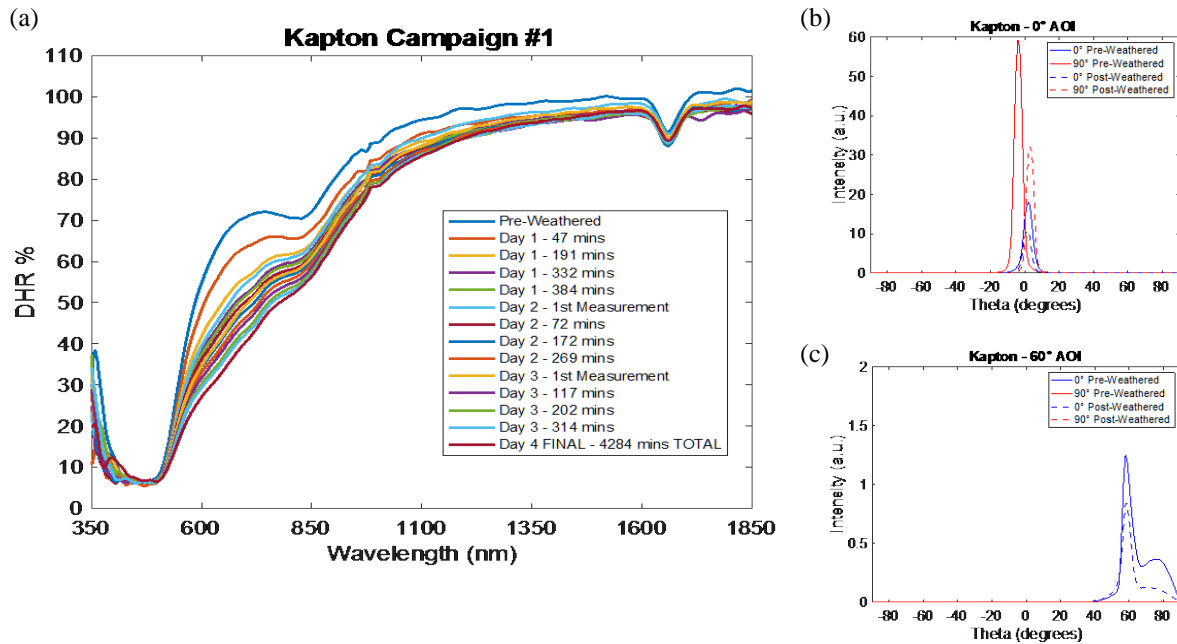 (a)
Kapton Campaign #1
110
100
90
80
70
60
50
40
30
20
10
0
DHR %
350 600 850 1100 1350 1600 1850
Wavelength (nm)
Pre-Weathered
Day 1 - 47 mins
Day 1 - 191 mins
Day 1 - 332 mins
Day 1 - 384 mins
Day 2 - 1st Measurement
Day 2 - 72 mins
Day 2 - 172 mins
Day 2 - 269 mins
Day 3 - 1st Measurement
Day 3 - 117 mins
Day 3 - 202 mins
Day 3 - 314 mins
Day 4 FINAL - 4284 mins TOTAL
(b)
Kapton - 0° AOI
60
50
40
30
20
10
0
Intensity (a.u.)
-80 -60 -40 -20 0 20 40 60 80
Theta (degrees)
0° Pre-Weathered
90° Pre-Weathered
0° Post-Weathered
90° Post-Weathered
(c)
Kapton - 60° AOI
2
1.5
1
0.5
0
Intensity (a.u.)
-80 -60 -40 -20 0 20 40 60 80
Theta (degrees)
0° Pre-Weathered
90° Pre-Weathered
0° Post-Weathered
90° Post-Weathered